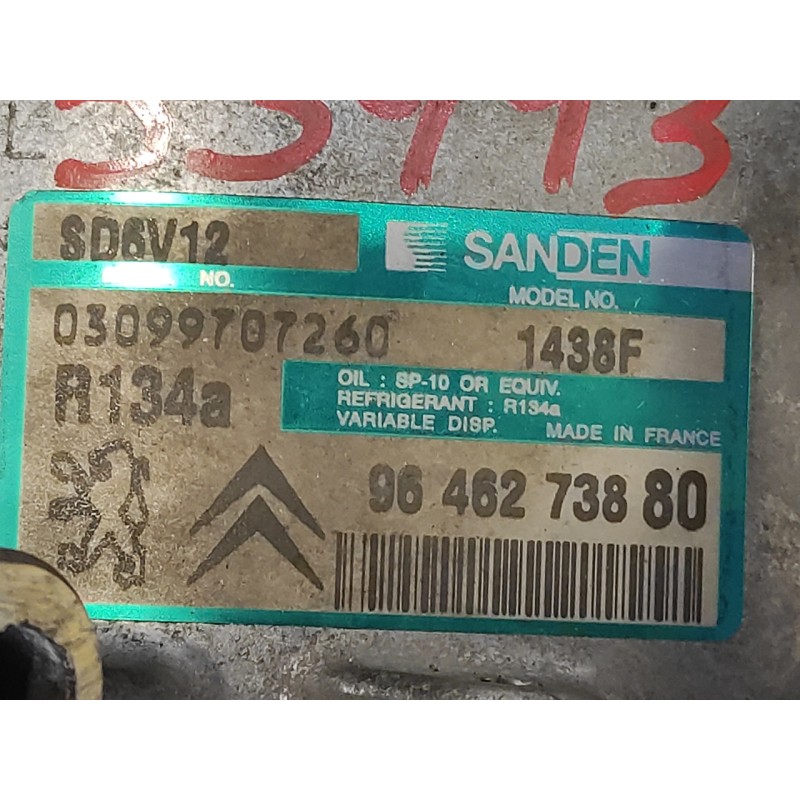 33993
SD6V12
SANDEN
NO.
MODEL NO.
03099707260
1438F
R134a
OIL : SP-10 OR EQUIV.
REFRIGERANT : R134a
VARIABLE DISP.
MADE IN FRANCE
96 462 738 80